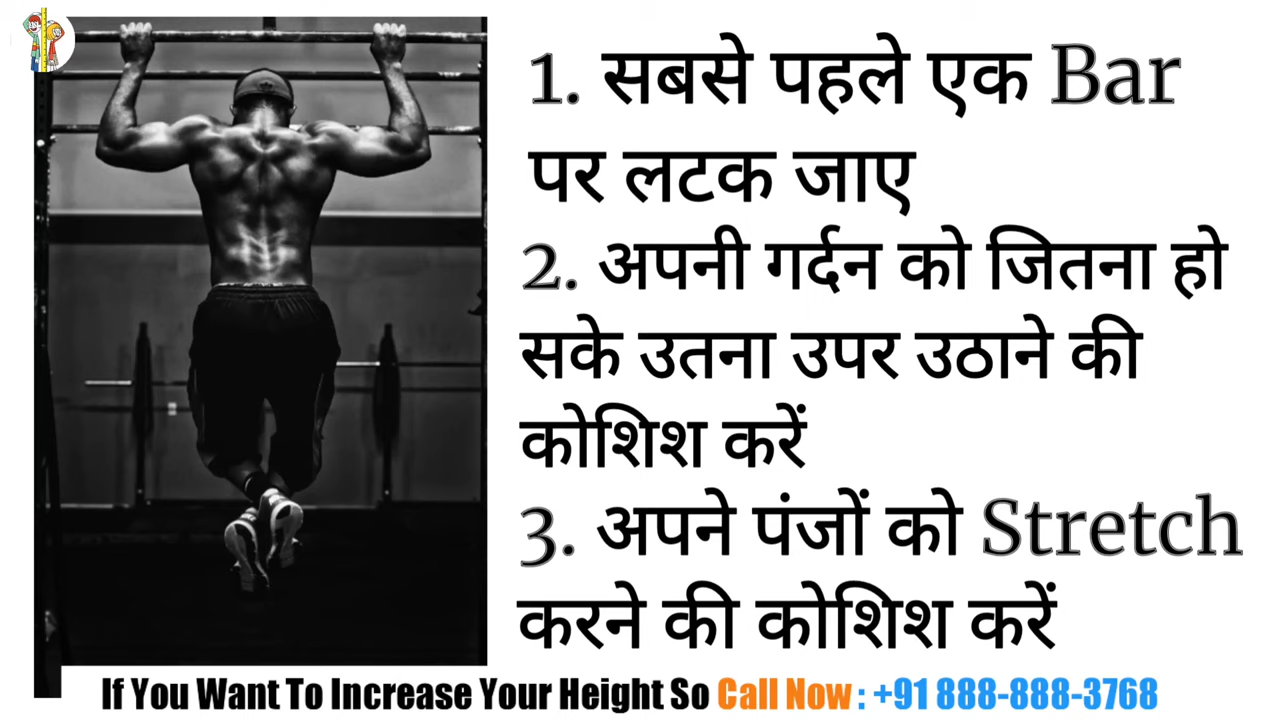 1. सबसे पहले एक Bar
पर लटक जाए
2. अपनी गर्दन को जितना हो
सके उतना उपर उठाने की
कोशिश करें
3. अपने पंजों को Stretch
करने की कोशिश करें
If You Want To Increase Your Height So Call Now : +91 888-888-3768